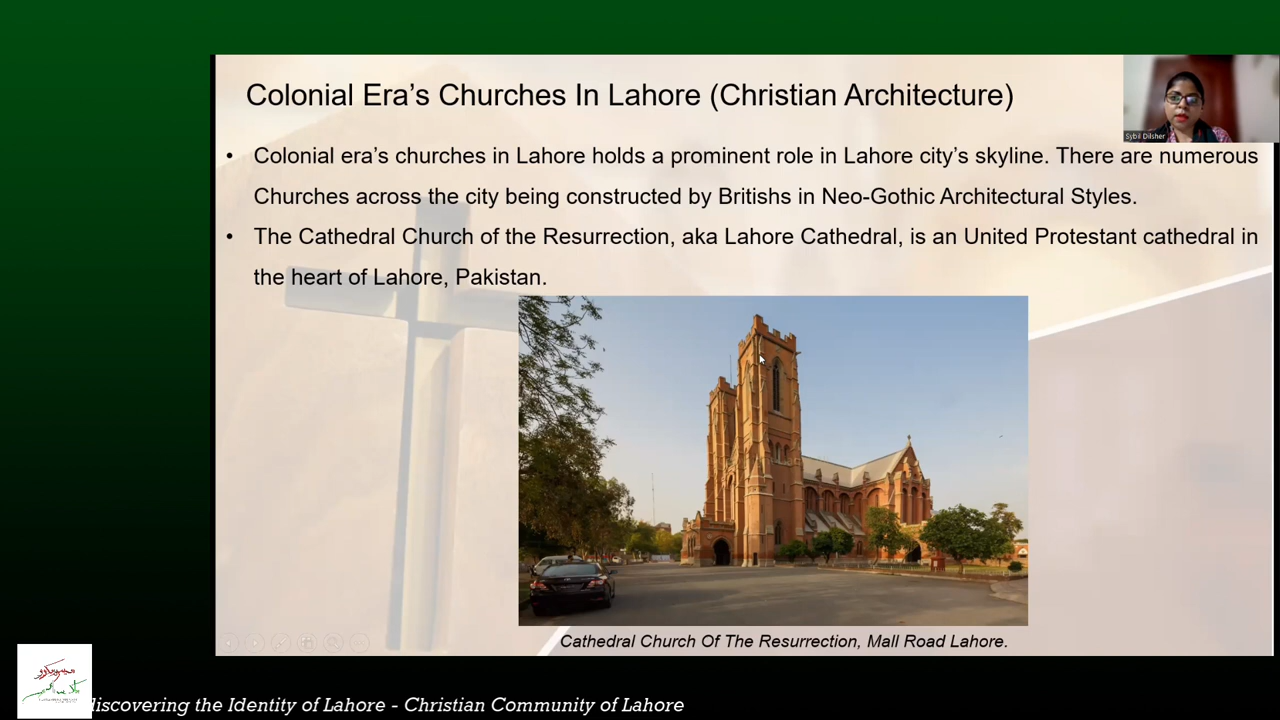 Colonial Era’s Churches In Lahore (Christian Architecture)
Sybil Dilsher
• Colonial era’s churches in Lahore holds a prominent role in Lahore city’s skyline. There are numerous
Churches across the city being constructed by Britishs in Neo-Gothic Architectural Styles.
• The Cathedral Church of the Resurrection, aka Lahore Cathedral, is an United Protestant cathedral in
the heart of Lahore, Pakistan.
Cathedral Church Of The Resurrection, Mall Road Lahore.
discovering the Identity of Lahore - Christian Community of Lahore